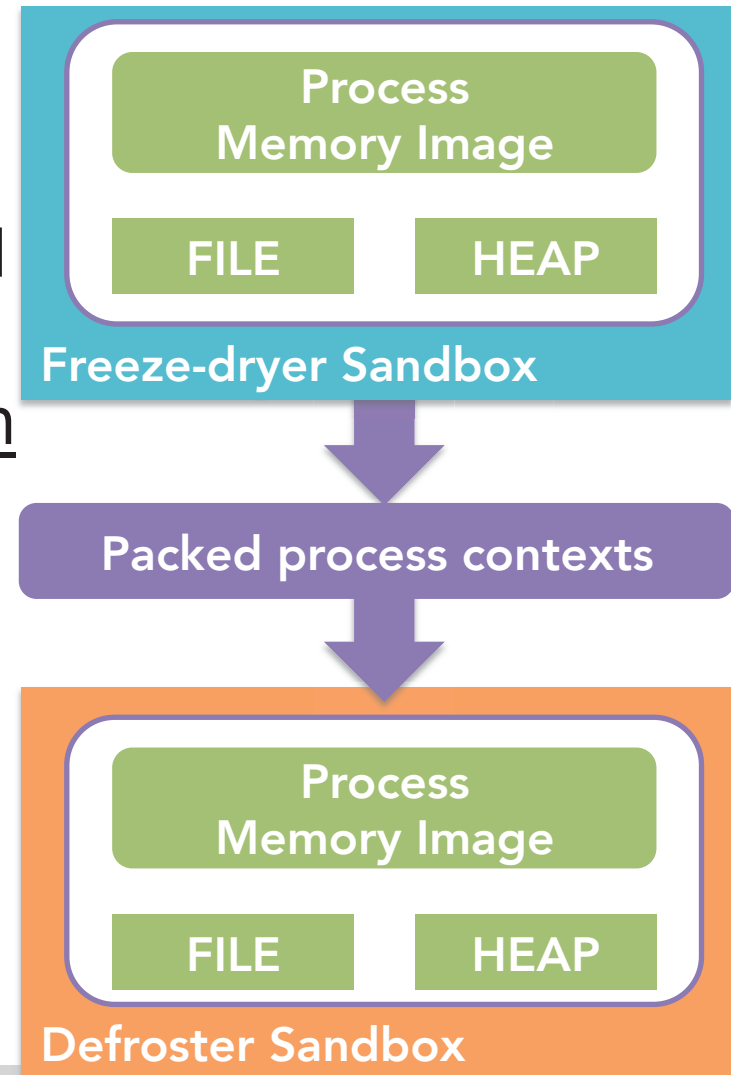 Process
Memory Image
FILE HEAP
Freeze-dryer Sandbox
Packed process contexts
Process
Memory Image
FILE HEAP
Defroster Sandbox